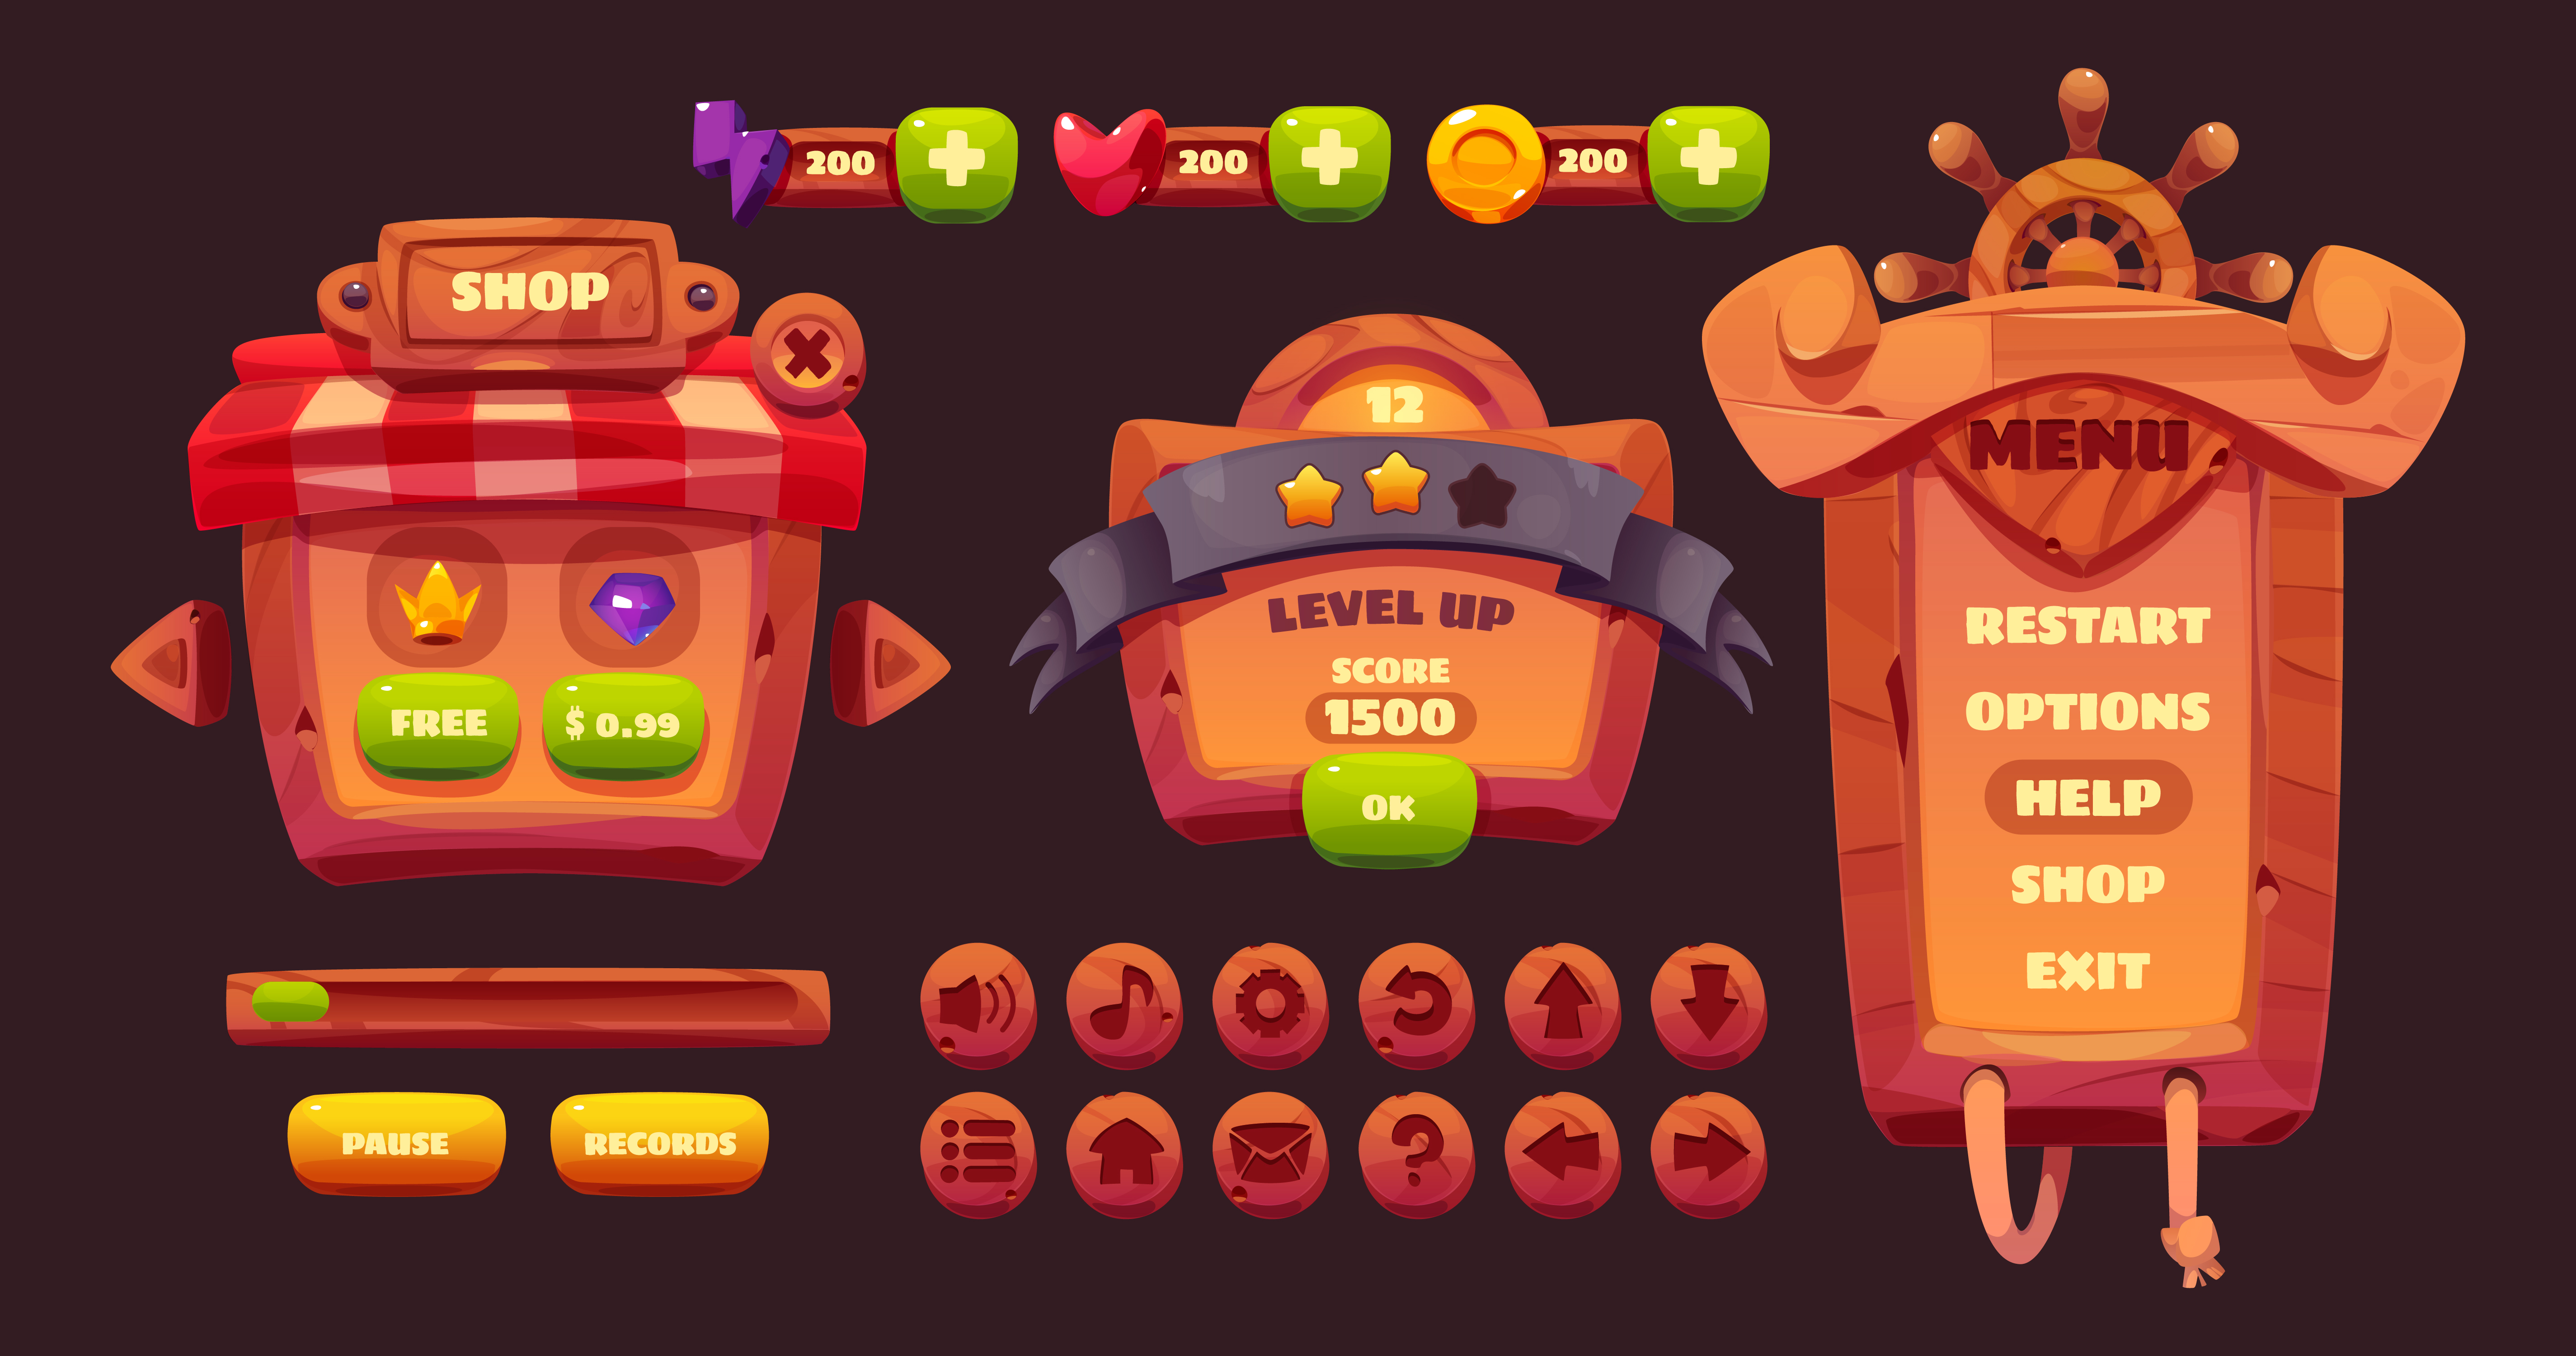 200
200
200
SHOP
FREE
$ 0.99
12
LEVEL UP
SCORE
1500
OK
MENU
RESTART
OPTIONS
HELP
SHOP
EXIT
PAUSE
RECORDS
?